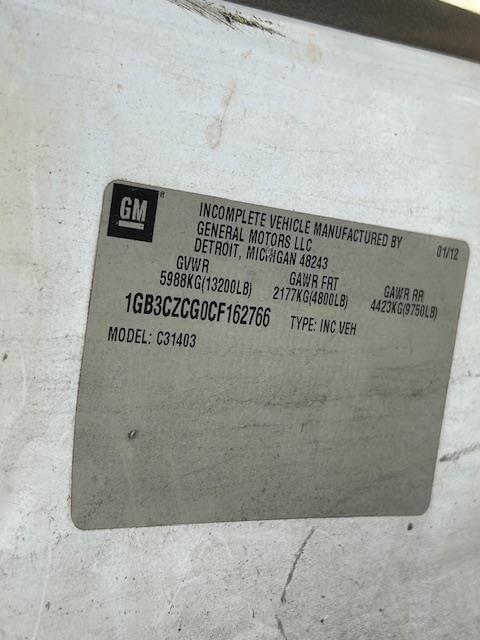 GM ®
INCOMPLETE VEHICLE MANUFACTURED BY 01/12
GENERAL MOTORS LLC
DETROIT, MICHIGAN 48243
GVWR GAWR FRT GAWR RR
5988KG(13200LB) 2177KG(4800LB) 4423KG(9750LB)
1GB3CZCG0CF162766 TYPE: INC VEH
MODEL: C31403